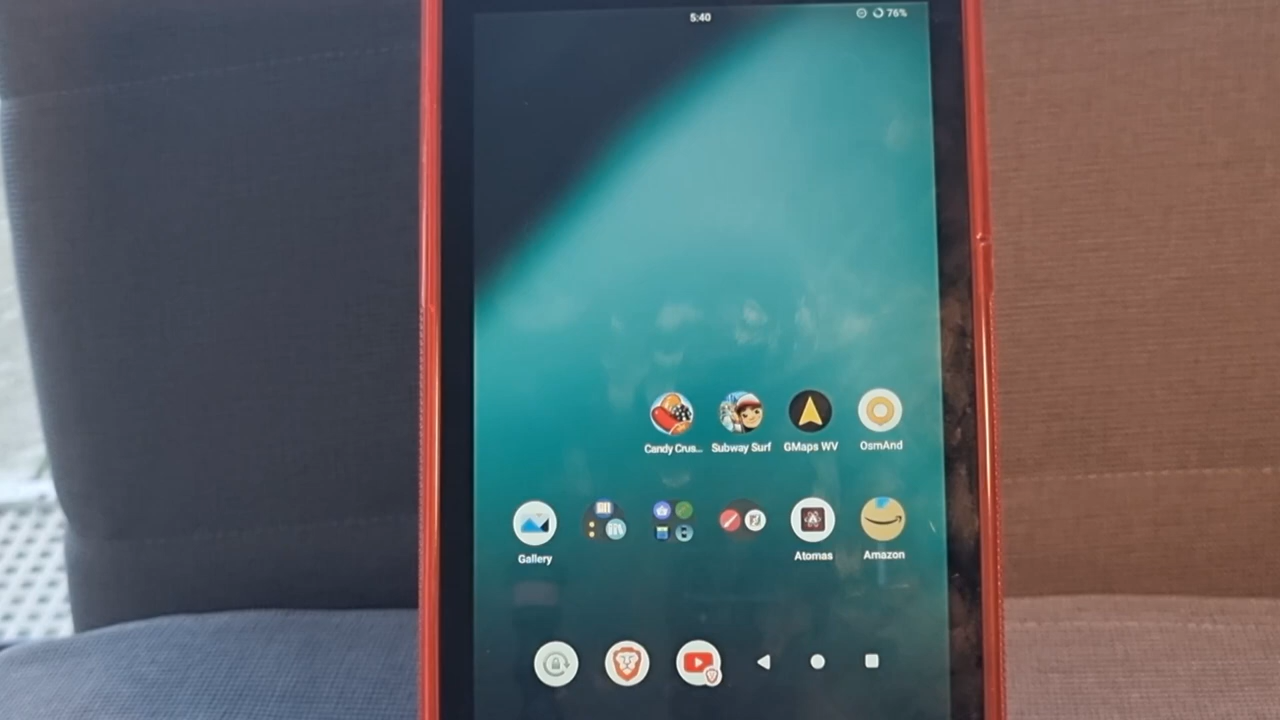 5:40
76%
Candy Crus...
Subway Surf
GMaps WV
OsmAnd
Gallery
Atomas
Amazon